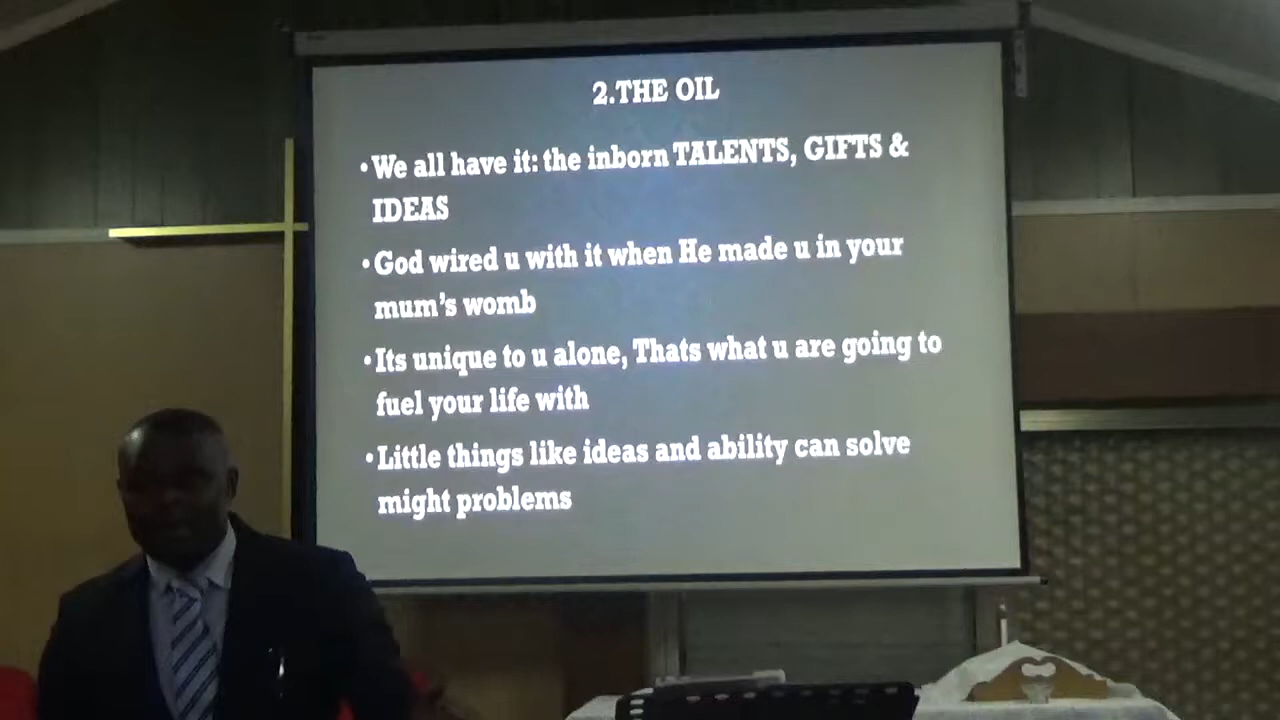 2.THE OIL
•We all have it: the inborn TALENTS, GIFTS &
IDEAS
•God wired u with it when He made u in your
mum's womb
•Its unique to u alone, Thats what u are going to
fuel your life with
•Little things like ideas and ability can solve
might problems